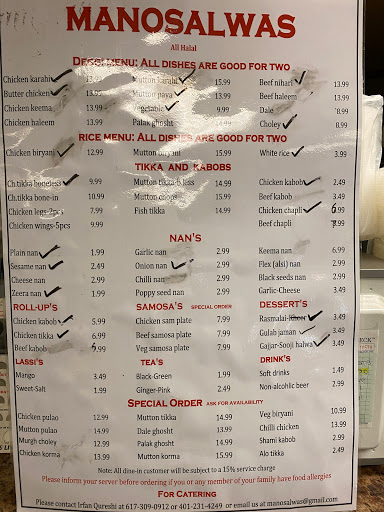 MANOSALWAS
All Halal
DESSI MENU: ALL DISHES ARE GOOD FOR TWO
Chicken karahi 13. Mutton karahi 15.99 Beef nihari 13.99
Butter chicken 13. Mutton paya 13.99 Beef haleem 13.99
Chicken keema 13.99 Vegetable 9.99 Dale 8.99
Chicken haleem 13.99 Palak ghosht 14.99 Choley 8.99
RICE MENU: ALL DISHES ARE GOOD FOR TWO
Chicken biryani 12.99 Mutton biryani 15.99 White rice 3.99
TIKKA AND KABOBS
Ch.tikka boneless 9.99 Mutton tikka b.less 14.99 Chicken kabob 2.49
Ch.tikka bone-in 10.99 Mutton chops 15.99 Beef kabob 3.49
Chicken legs-2pcs 7.99 Fish tikka 14.99 Chicken chapli 6.99
Chicken wings-5pcs 9.99 Beef chapli .99
NAN'S
Plain nan 1.99 Garlic nan 2.99 Keema nan 6.99
Sesame nan 2.49 Onion nan 2.99 Flex (alsi) nan 2.99
Cheese nan 2.99 Chilli nan 2.99 Black seeds nan 2.99
Zeera nan 1.99 Poppy seed nan 2.99 Garlic-Cheese 3.49
ROLL-UP'S SAMOSA'S SPECIAL ORDER DESSERT'S
Chicken kabob 5.99 Chicken sam plate 7.99 Rasmalai-Kheer 3.49
Chicken tikka 6.99 Beef samosa plate 7.99 Gulab jaman 3.49
Beef kabob .99 Veg samosa plate 7.99 Gajjar-Sooji halwa 3.49
LASSI'S TEA'S DRINK'S
Mango 3.49 Black-Green 1.99 Soft drinks 1.49
Sweet-Salt 1.99 Ginger-Pink 2.49 Non-alcohlic beer 2.99
SPECIAL ORDER ASK FOR AVAILABILITY
Chicken pulao 12.99 Mutton tikka 14.99 Veg biryani 10.99
Mutton pulao 14.99 Dale ghosht 13.99 Chilli chicken 13.99
Murgh choley 12.99 Palak ghosht 14.99 Shami kabob 2.99
Chicken korma 13.99 Mutton korma 15.99 Alo tikka 2.49
Note: All dine-in customer will be subject to a 15% service charge
Please inform your server before ordering if you or any member of your family have food allergies
FOR CATERING
Please contact Irfan Qureshi at 617-309-0912 or 401-231-4249 or email us at manosalwas@gmail.com